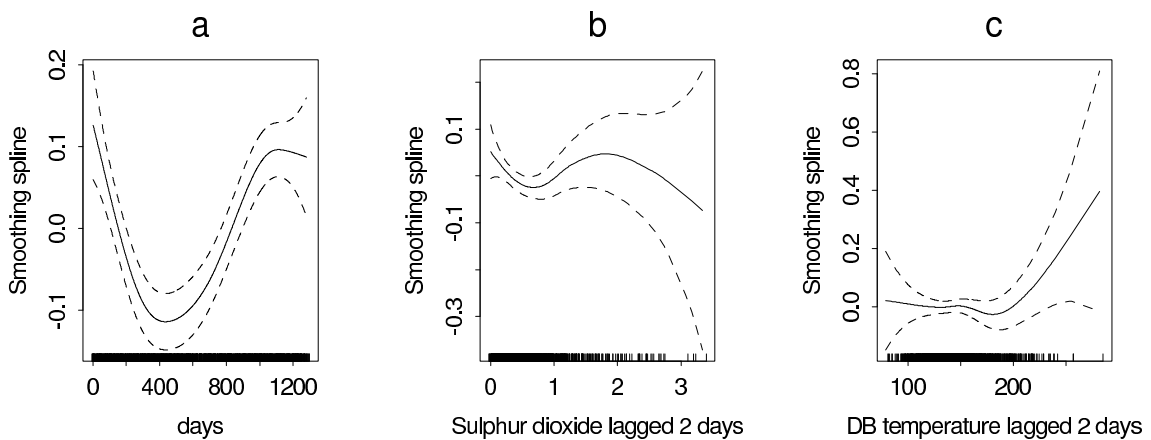 a
Smoothing spline
0.2
0.1
0.0
-0.1
0 400 800 1200
days
b
Smoothing spline
0.1
-0.1
-0.3
0 1 2 3
Sulphur dioxide lagged 2 days
c
Smoothing spline
0.8
0.6
0.4
0.2
0.0
100 200
DB temperature lagged 2 days